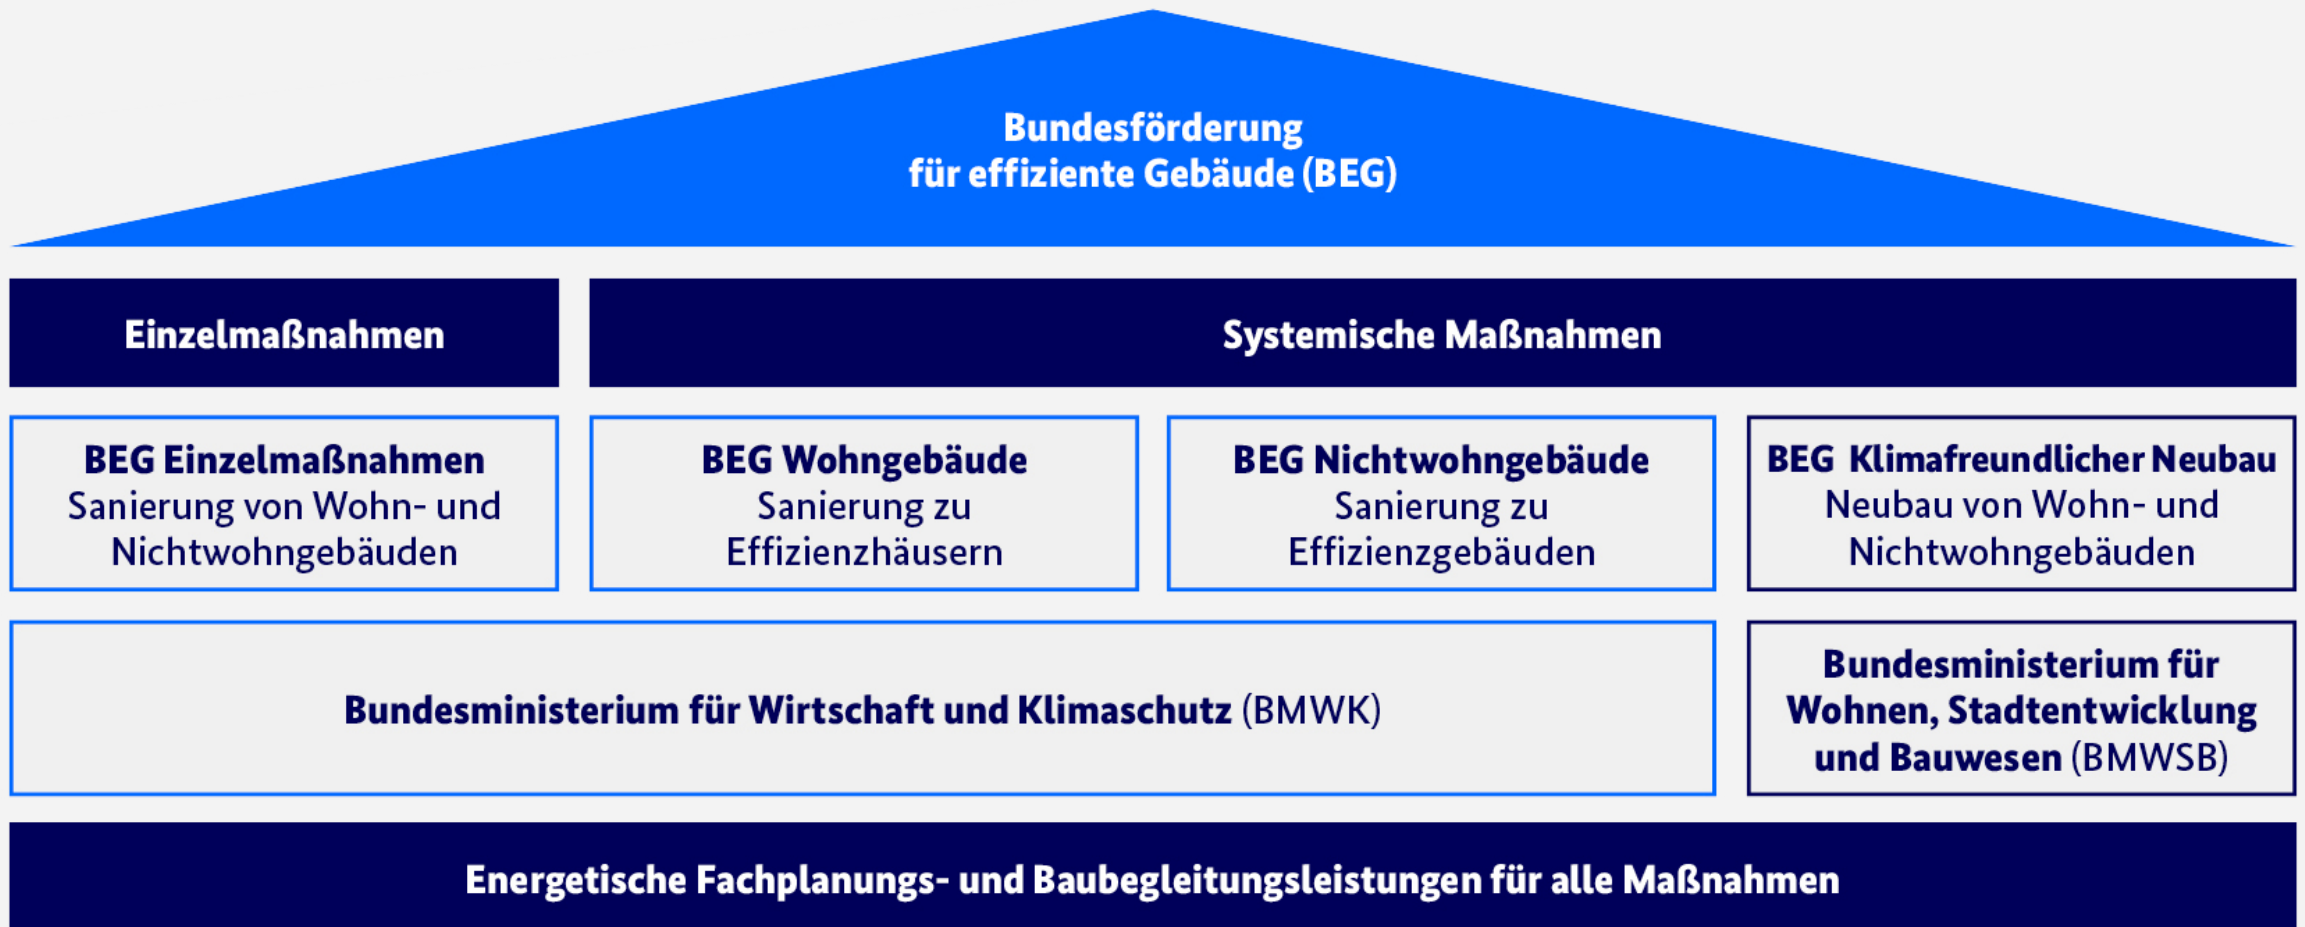 Bundesförderung
für effiziente Gebäude (BEG)
Einzelmaßnahmen
Systemische Maßnahmen
BEG Einzelmaßnahmen
Sanierung von Wohn- und
Nichtwohngebäuden
BEG Wohngebäude
Sanierung zu
Effizienzhäusern
BEG Nichtwohngebäude
Sanierung zu
Effizienzgebäuden
BEG Klimafreundlicher Neubau
Neubau von Wohn- und
Nichtwohngebäuden
Bundesministerium für Wirtschaft und Klimaschutz (BMWK)
Bundesministerium für
Wohnen, Stadtentwicklung
und Bauwesen (BMWSB)
Energetische Fachplanungs- und Baubegleitungsleistungen für alle Maßnahmen